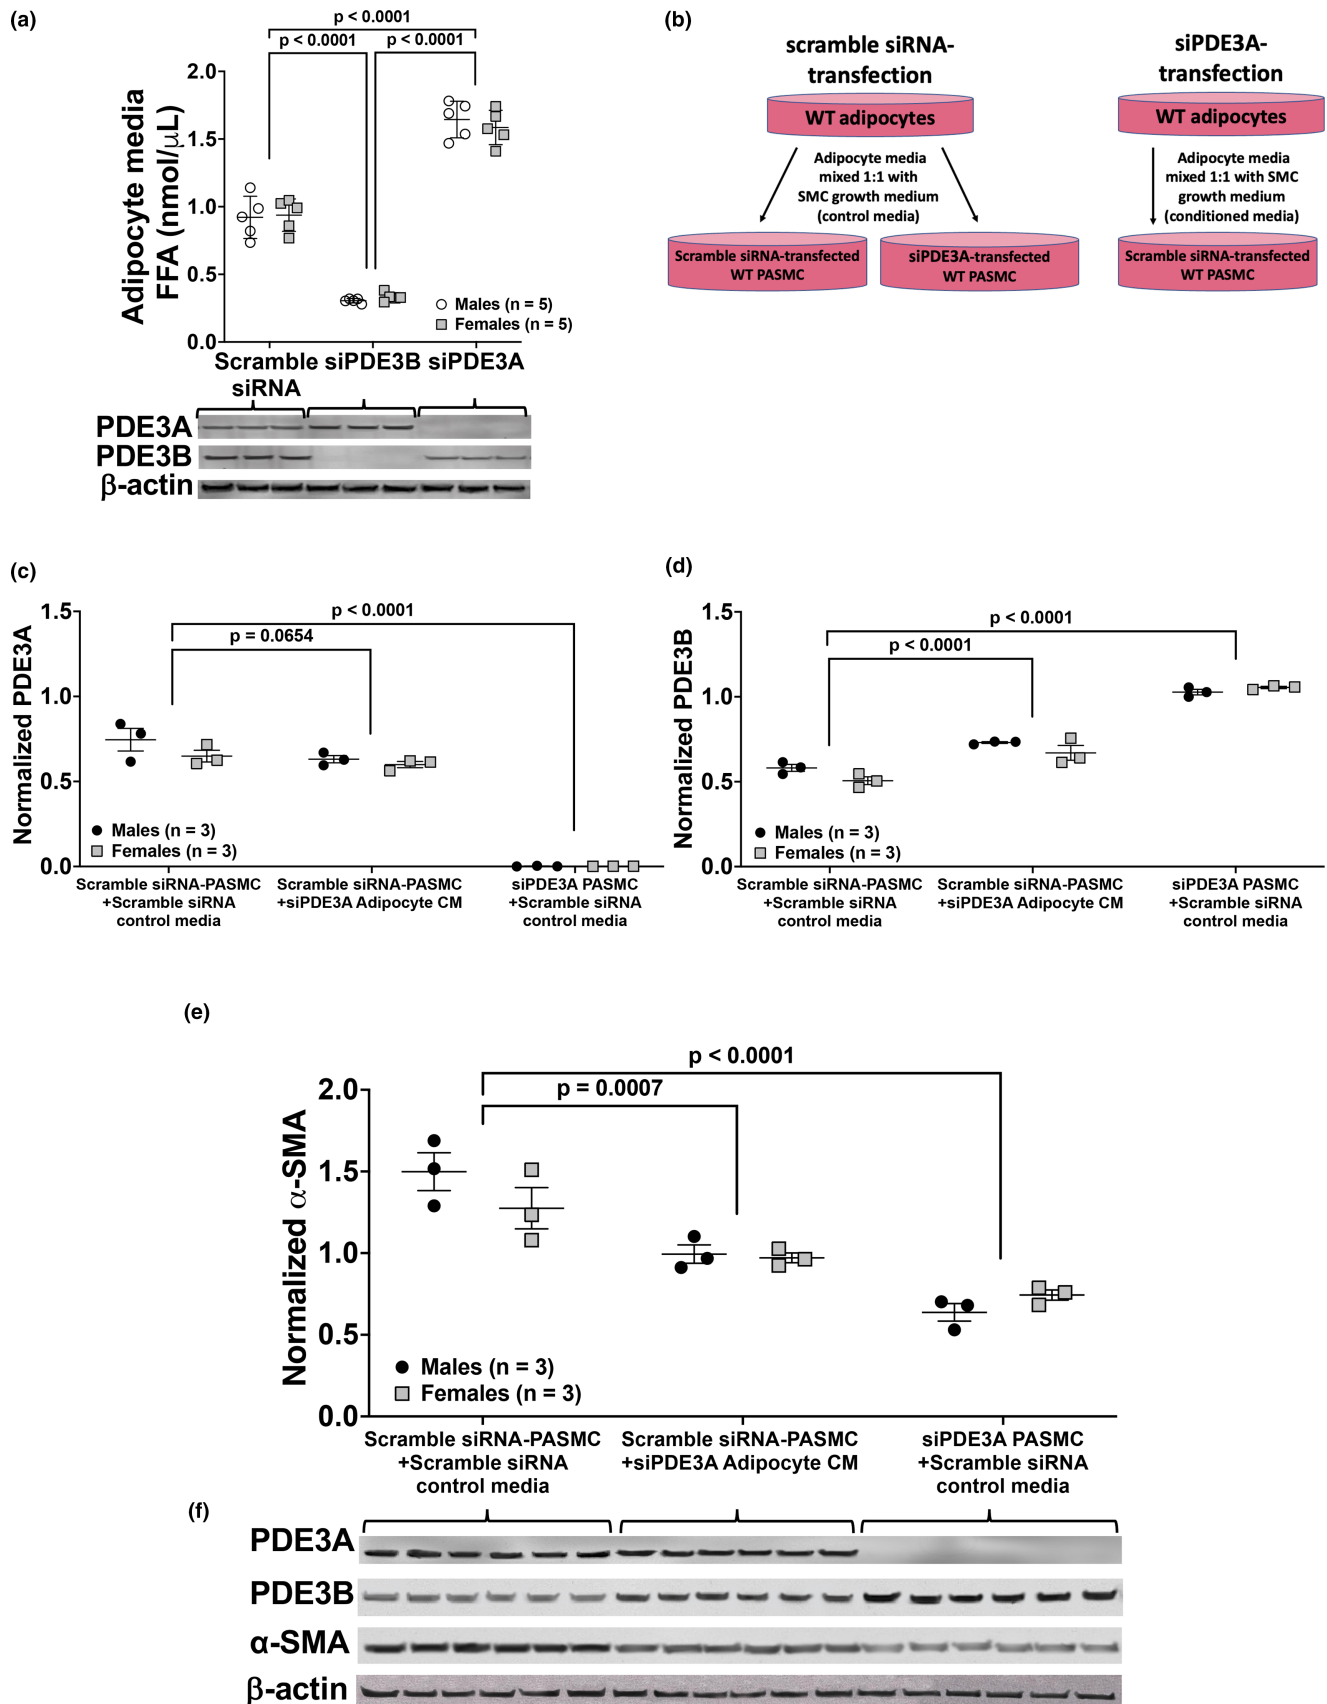 (a)
p < 0.0001
p < 0.0001
p < 0.0001
Adipocyte media
FFA (nmol/μL)
2.0
1.5
1.0
0.5
0.0
Males (n = 5)
Females (n = 5)
Scramble siPDE3B siPDE3A
siRNA
PDE3A
PDE3B
β-actin
(b)
scramble siRNA-
transfection
siPDE3A-
transfection
WT adipocytes
WT adipocytes
Adipocyte media
mixed 1:1 with
SMC growth medium
(control media)
Adipocyte media
mixed 1:1 with SMC
growth medium
(conditioned media)
Scramble siRNA-transfected
WT PASMC
siPDE3A-transfected
WT PASMC
Scramble siRNA-transfected
WT PASMC
(c)
Normalized PDE3A
1.5
1.0
0.5
0.0
p < 0.0001
p = 0.0654
Males (n = 3)
Females (n = 3)
Scramble siRNA-PASMC
+Scramble siRNA
control media
Scramble siRNA-PASMC
+siPDE3A Adipocyte CM
siPDE3A PASMC
+Scramble siRNA
control media
(d)
Normalized PDE3B
1.5
1.0
0.5
0.0
p < 0.0001
p < 0.0001
Males (n = 3)
Females (n = 3)
Scramble siRNA-PASMC
+Scramble siRNA
control media
Scramble siRNA-PASMC
+siPDE3A Adipocyte CM
siPDE3A PASMC
+Scramble siRNA
control media
(e)
Normalized α-SMA
2.0
1.5
1.0
0.5
0.0
p < 0.0001
p = 0.0007
Males (n = 3)
Females (n = 3)
Scramble siRNA-PASMC
+Scramble siRNA
control media
Scramble siRNA-PASMC
+siPDE3A Adipocyte CM
siPDE3A PASMC
+Scramble siRNA
control media
(f)
PDE3A
PDE3B
α-SMA
β-actin